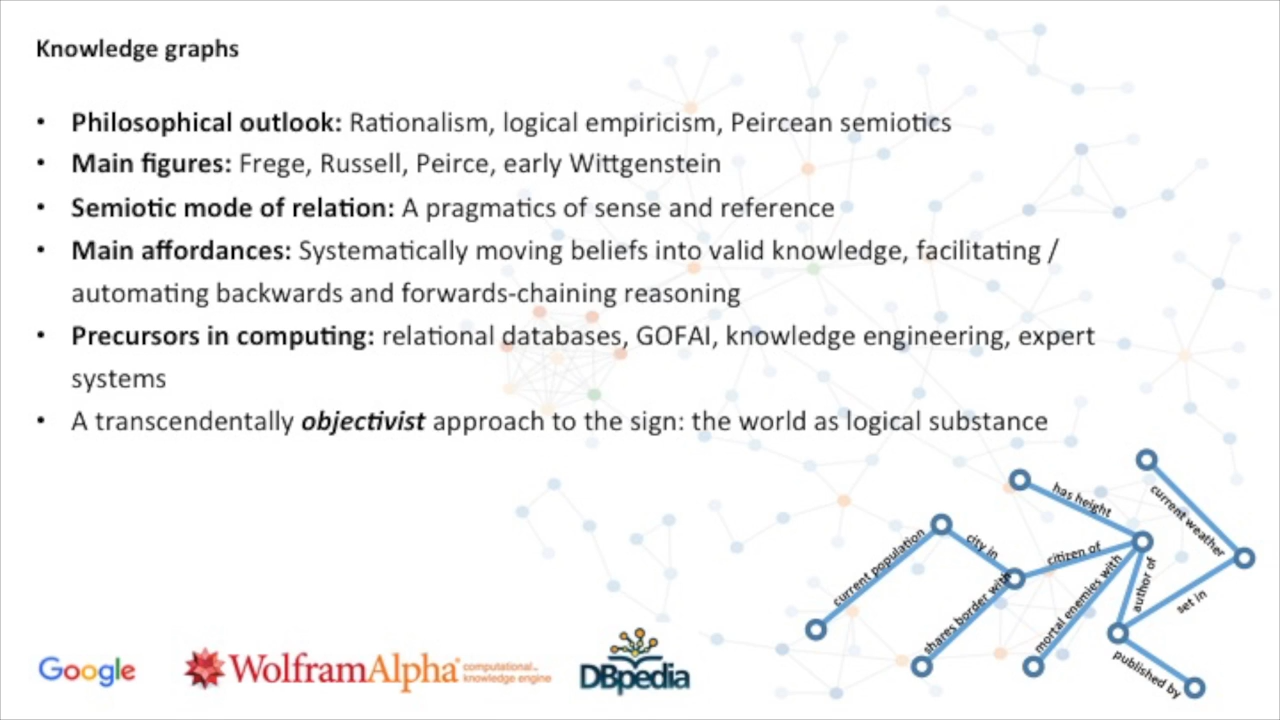 Knowledge graphs
• Philosophical outlook: Rationalism, logical empiricism, Peircean semiotics
• Main figures: Frege, Russell, Peirce, early Wittgenstein
• Semiotic mode of relation: A pragmatics of sense and reference
• Main affordances: Systematically moving beliefs into valid knowledge, facilitating /
automating backwards and forwards-chaining reasoning
• Precursors in computing: relational databases, GOFAI, knowledge engineering, expert
systems
• A transcendentally objectivist approach to the sign: the world as logical substance
has height
current weather
current population
city in
citizen of
shares border with
mortal enemies with
author of
set in
published by
Google
WolframAlpha computational
knowledge engine
DBpedia